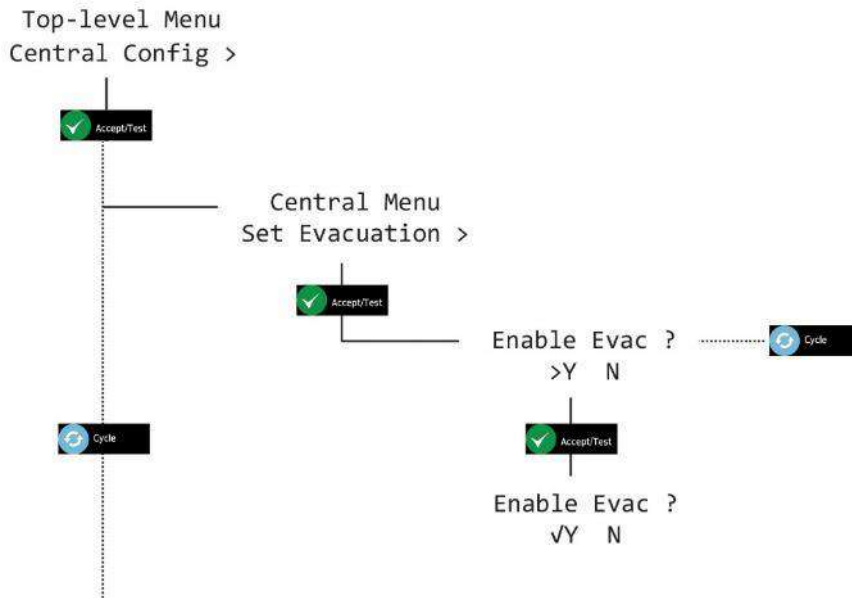 Top-level Menu
Central Config >
Accept/Test
Central Menu
Set Evacuation >
Accept/Test
Enable Evac ?
>Y N
Cycle
Cycle
Accept/Test
Enable Evac ?
√Y N